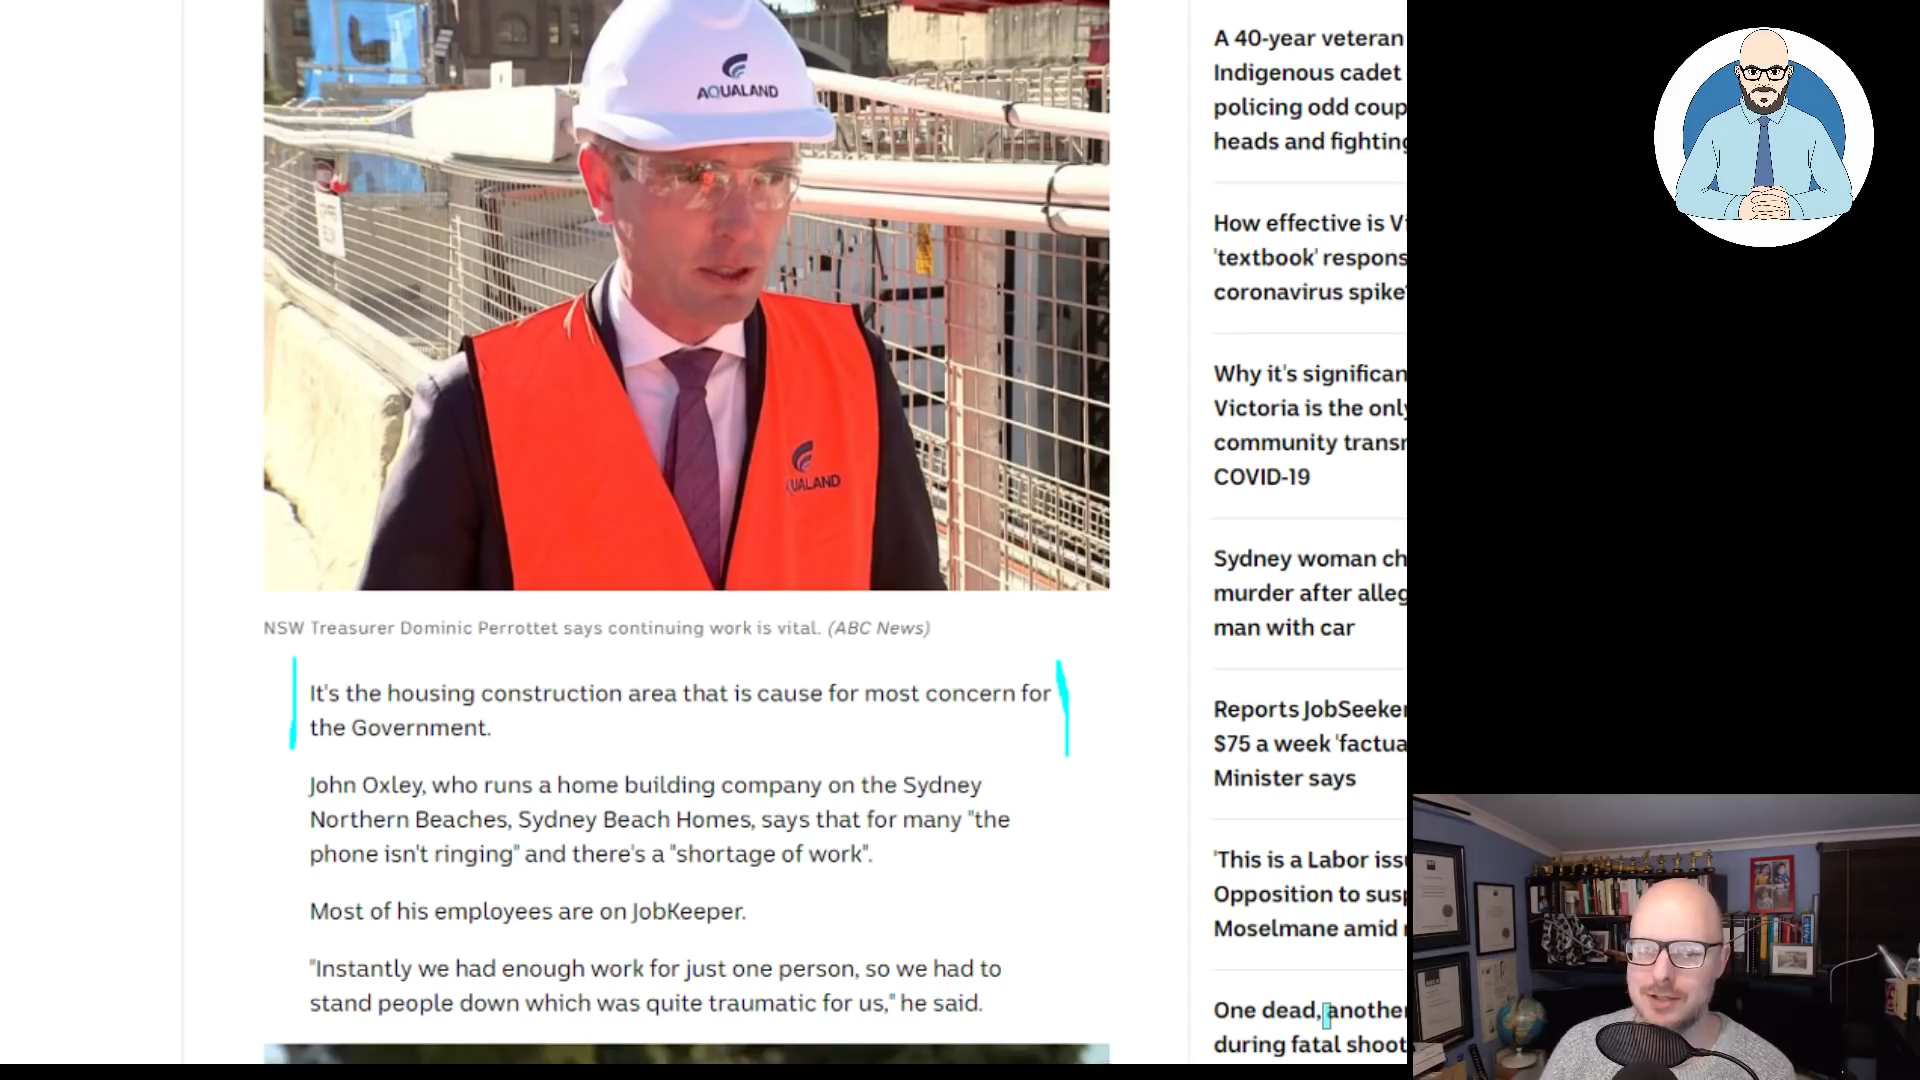 AQUALAND
QUALAND
NSW Treasurer Dominic Perrottet says continuing work is vital. (ABC News)
It's the housing construction area that is cause for most concern for
the Government.
John Oxley, who runs a home building company on the Sydney
Northern Beaches, Sydney Beach Homes, says that for many "the
phone isn't ringing" and there's a "shortage of work".
Most of his employees are on JobKeeper.
"Instantly we had enough work for just one person, so we had to
stand people down which was quite traumatic for us," he said.
A 40-year veteran
Indigenous cadet
policing odd coup
heads and fighting
How effective is Vi
'textbook' respons
coronavirus spike'
Why it's significan
Victoria is the only
community transm
COVID-19
Sydney woman ch
murder after alleg
man with car
Reports JobSeeker
$75 a week 'factua
Minister says
'This is a Labor issu
Opposition to susp
Moselmane amid r
One dead, another
during fatal shoot